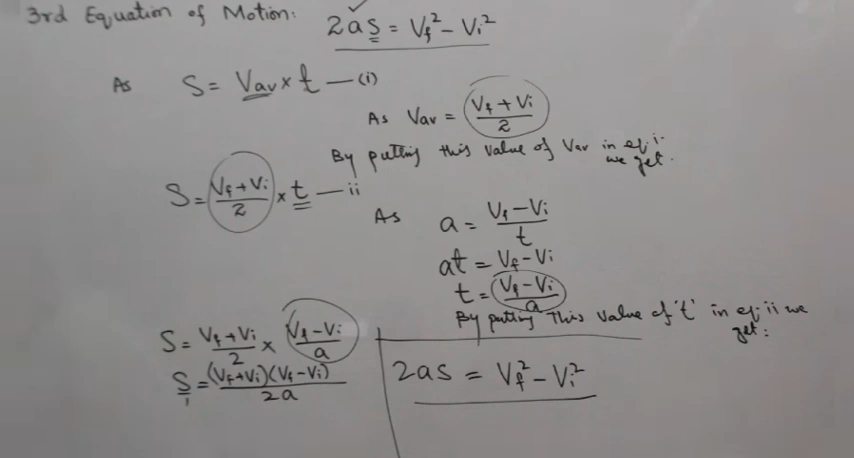 3rd Equation of Motion: 2as = Vf² - Vi²
As S = Vav × t — (i)
As Vav = (Vf + Vi)/2
By putting this value of Vav in eq. i. we get.
S = (Vf + Vi)/2 × t — ii
As a = (Vf - Vi)/t
at = Vf - Vi
t = (Vf - Vi)/a
By putting this value of 't' in eq. ii we get:
S = (Vf + Vi)/2 × (Vf - Vi)/a
S/1 = (Vf + Vi)(Vf - Vi)/2a
2as = Vf² - Vi²